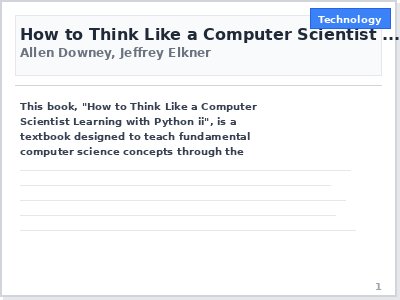 Technology
How to Think Like a Computer Scientist ...
Allen Downey, Jeffrey Elkner
This book, "How to Think Like a Computer
Scientist Learning with Python ii", is a
textbook designed to teach fundamental
computer science concepts through the
1